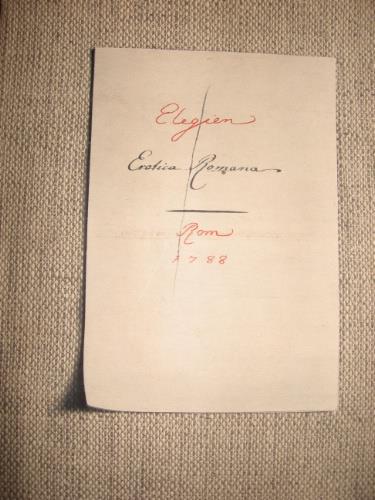 Elegien
Erotica Romana
Rom
1788